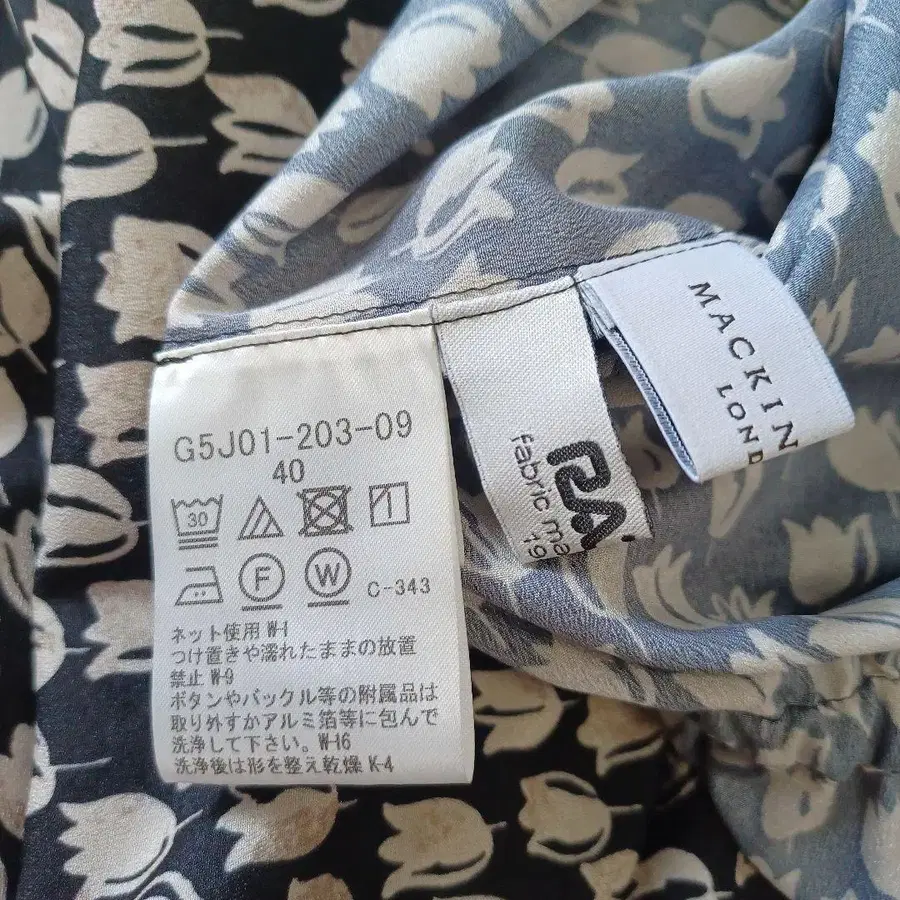 G5J01-203-09
40
30
F
W
C-343
ネット使用 W-1
つけ置きや濡れたままの放置
禁止 W-9
ボタンやバックル等の附属品は
取り外すかアルミ箔等に包んで
洗浄して下さい。W-16
洗浄後は形を整え乾燥 K-4
fabric ma
19
MACKIN
LOND